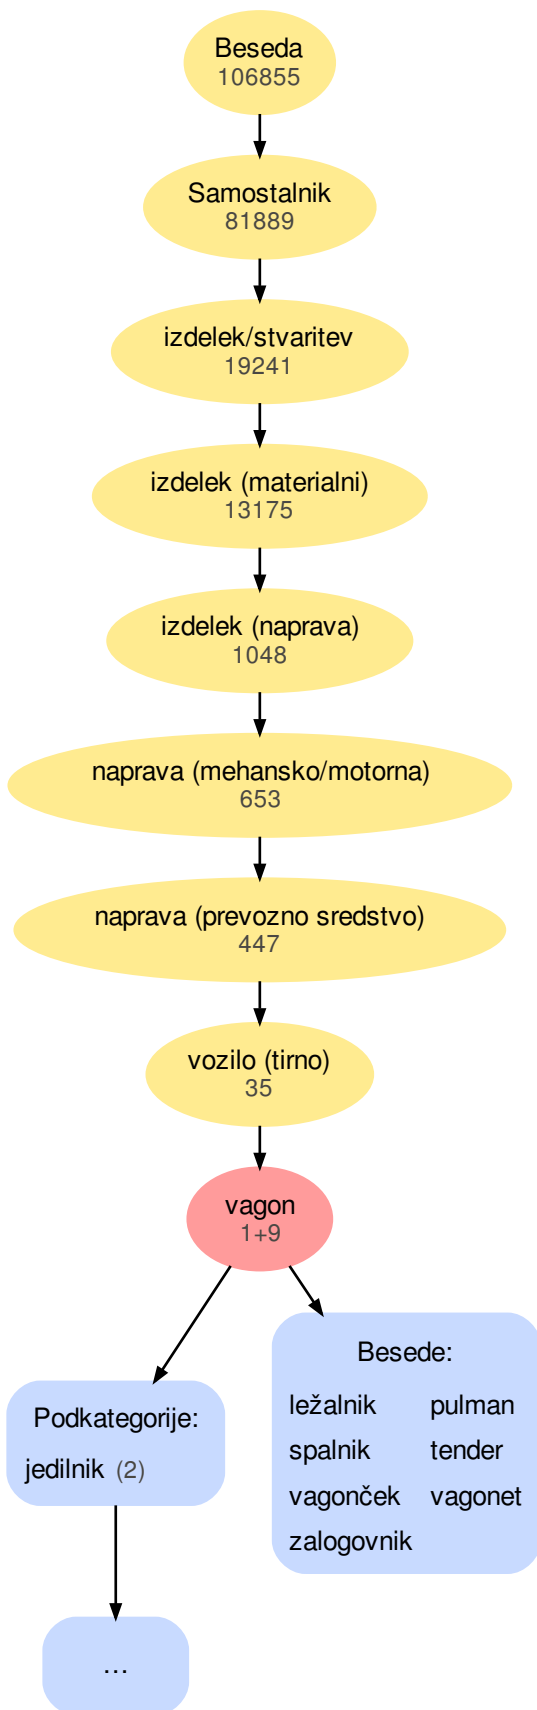 Beseda
106855
Samostalnik
81889
izdelek/stvaritev
19241
izdelek (materialni)
13175
izdelek (naprava)
1048
naprava (mehansko/motorna)
653
naprava (prevozno sredstvo)
447
vozilo (tirno)
35
vagon
1+9
Podkategorije:
jedilnik (2)
...
Besede:
ležalnik pulman
spalnik tender
vagonček vagonet
zalogovnik